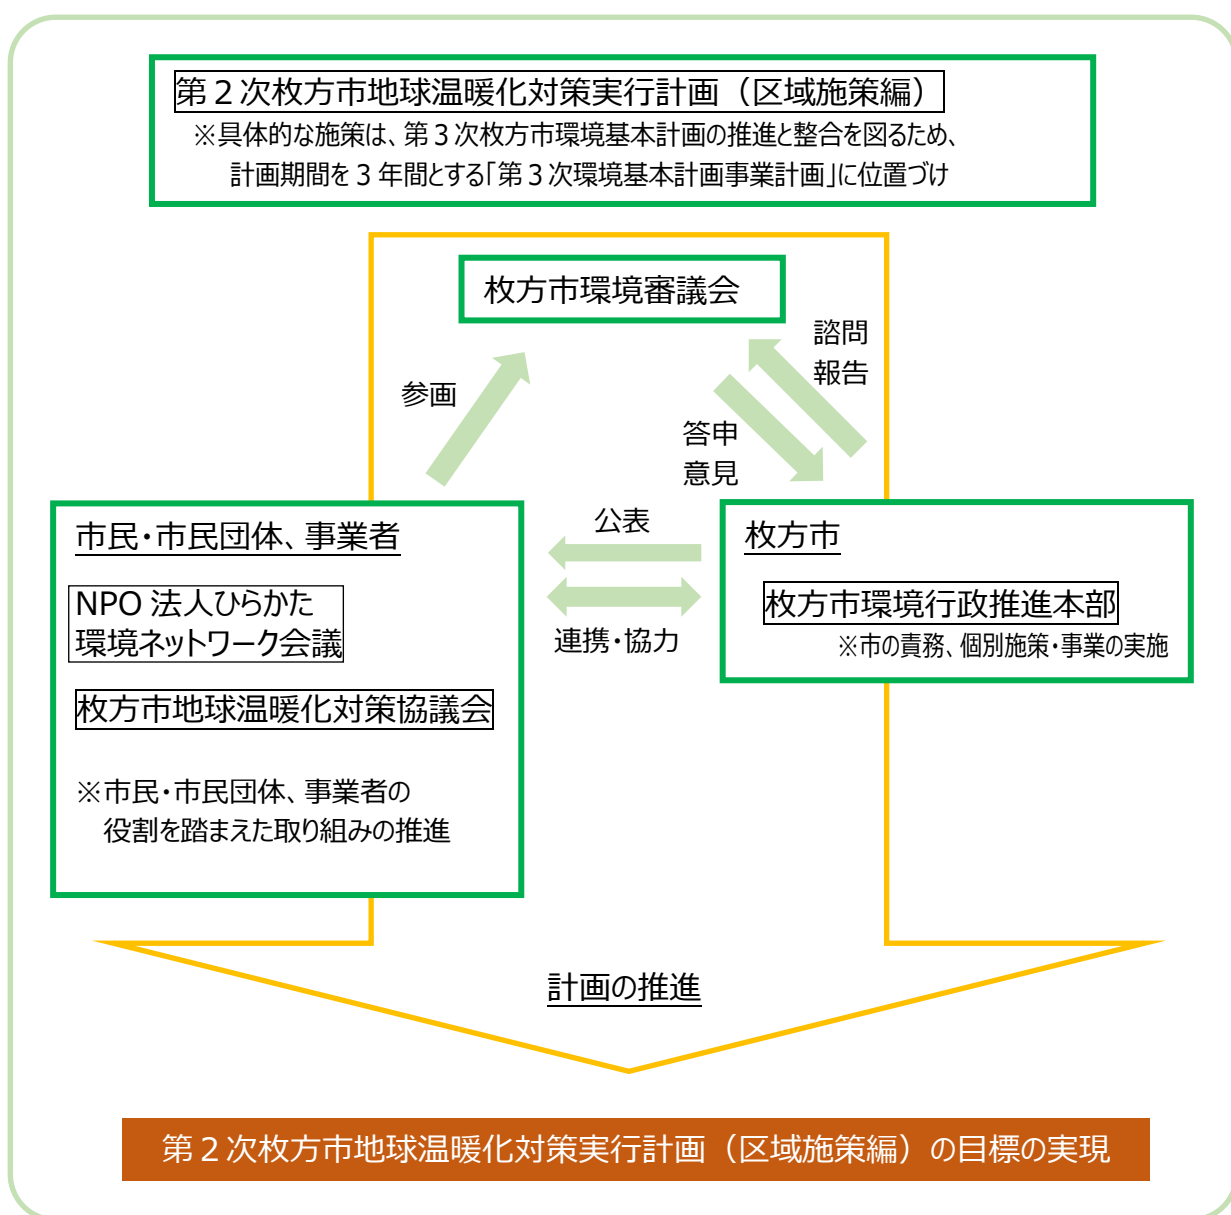 第2次枚方市地球温暖化対策実行計画（区域施策編）
※具体的な施策は、第3次枚方市環境基本計画の推進と整合を図るため、
計画期間を3年間とする「第3次環境基本計画事業計画」に位置づけ
枚方市環境審議会
諮問
報告
参画
答申
意見
市民・市民団体、事業者
NPO 法人ひらかた
環境ネットワーク会議
枚方市地球温暖化対策協議会
※市民・市民団体、事業者の
役割を踏まえた取り組みの推進
公表
連携・協力
枚方市
枚方市環境行政推進本部
※市の責務、個別施策・事業の実施
計画の推進
第2次枚方市地球温暖化対策実行計画（区域施策編）の目標の実現